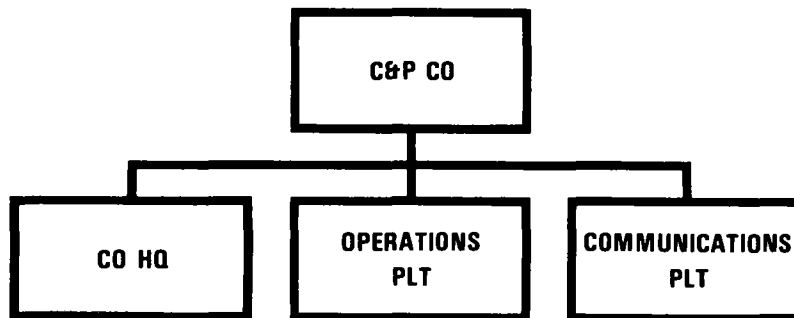 C&P CO
CO HQ
OPERATIONS
PLT
COMMUNICATIONS
PLT